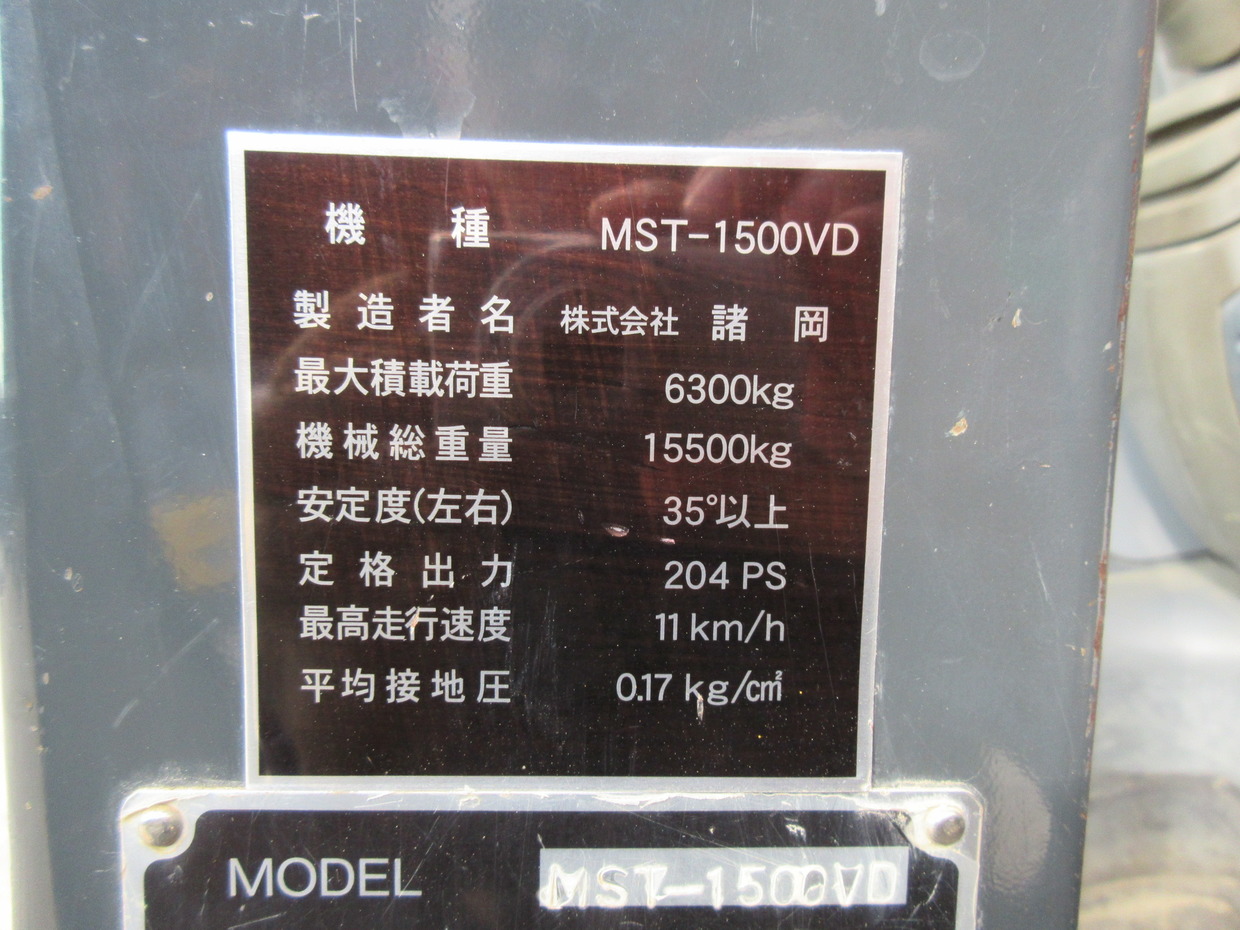 機種 MST-1500VD
製造者名 株式会社 諸岡
最大積載荷重 6300kg
機械総重量 15500kg
安定度(左右) 35°以上
定格出力 204 PS
最高走行速度 11km/h
平均接地圧 0.17 kg/c㎡
MODEL MST-1500VD